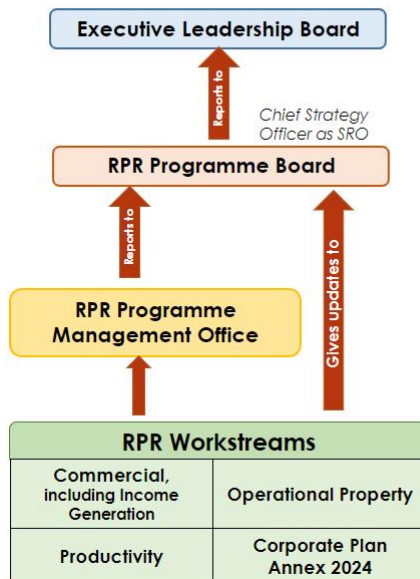 Executive Leadership Board
Reports to
Chief Strategy
Officer as SRO
RPR Programme Board
Reports to
Gives updates to
RPR Programme
Management Office
RPR Workstreams
Commercial,
including Income
Generation
Operational Property
Productivity
Corporate Plan
Annex 2024